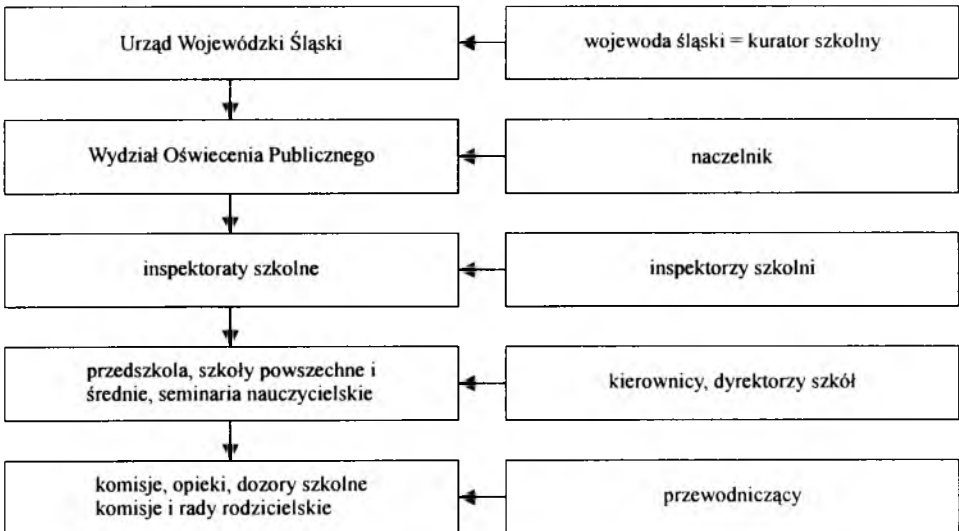 Urząd Wojewódzki Śląski
wojewoda śląski = kurator szkolny
Wydział Oświecenia Publicznego
naczelnik
inspektoraty szkolne
inspektorzy szkolni
przedszkola, szkoły powszechne i
średnie, seminaria nauczycielskie
kierownicy, dyrektorzy szkół
komisje, opieki, dozory szkolne
komisje i rady rodzicielskie
przewodniczący